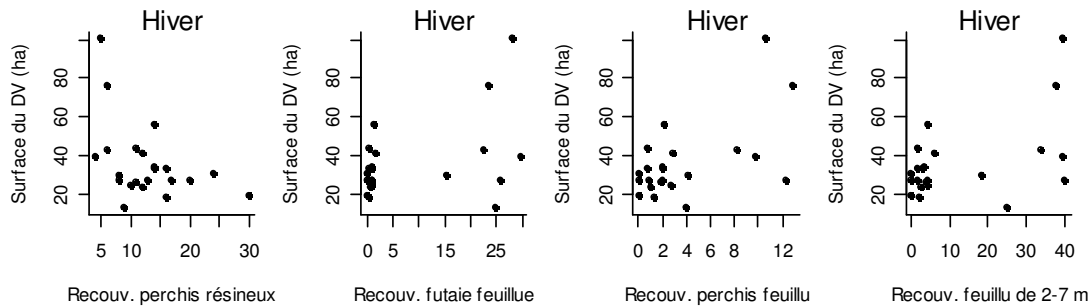 Hiver
Surface du DV (ha)
80
60
40
20
5 10 20 30
Recouv. perchis résineux
Hiver
Surface du DV (ha)
80
60
40
20
0 5 15 25
Recouv. futaie feuillue
Hiver
Surface du DV (ha)
80
60
40
20
0 2 4 6 8 12
Recouv. perchis feuillu
Hiver
Surface du DV (ha)
80
60
40
20
0 10 20 30 40
Recouv. feuillu de 2-7 m